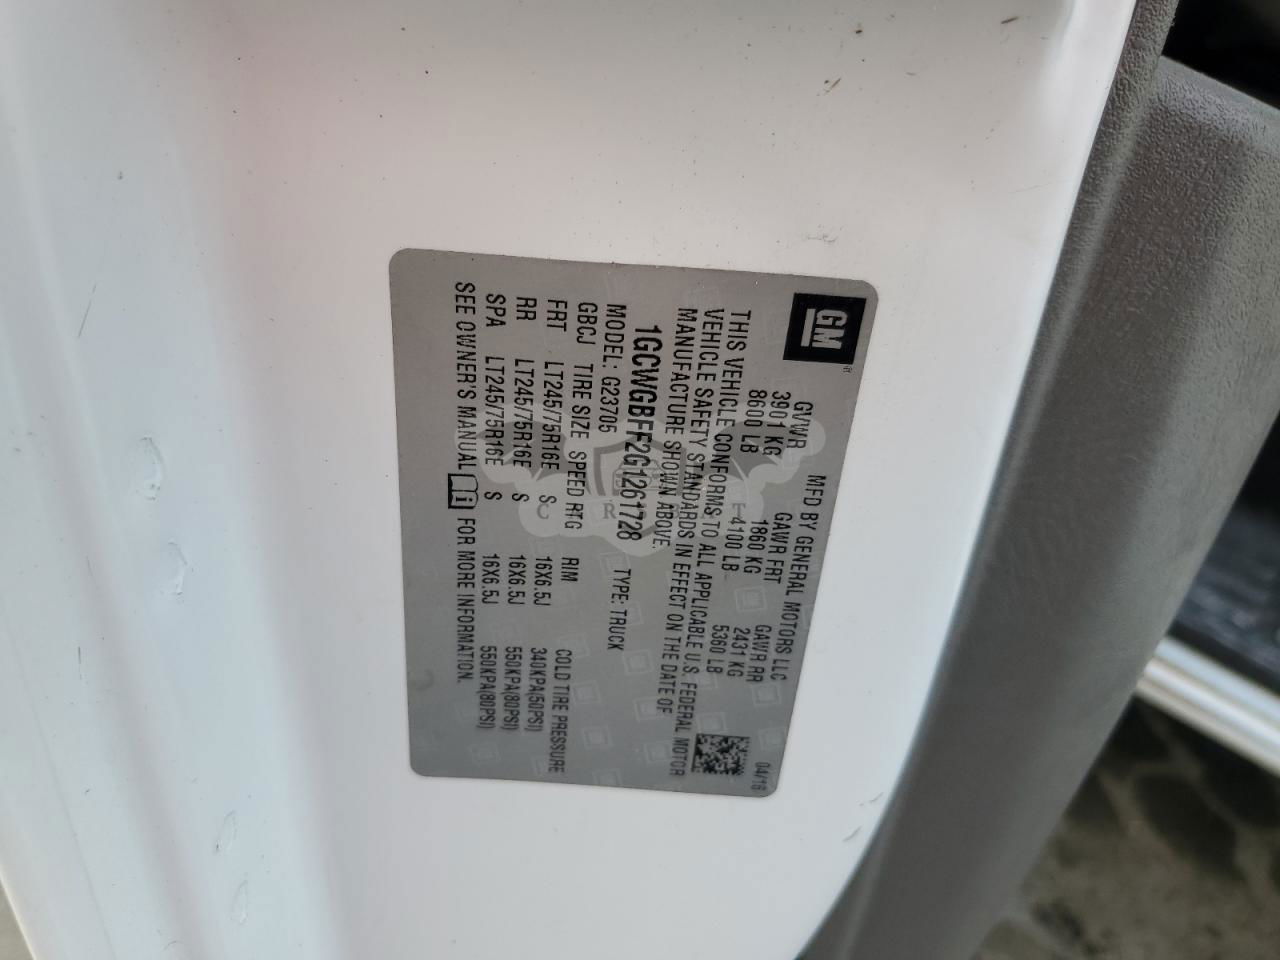 GM
MFD BY GENERAL MOTORS LLC 04/16
GVWR GAWR FRT GAWR RR
3901 KG 1860 KG 2431 KG
8600 LB 4100 LB 5360 LB
THIS VEHICLE CONFORMS TO ALL APPLICABLE U.S. FEDERAL MOTOR
VEHICLE SAFETY STANDARDS IN EFFECT ON THE DATE OF
MANUFACTURE SHOWN ABOVE.
1GCWGBFF2G1261728 TYPE: TRUCK
MODEL: G23705
GBCJ TIRE SIZE SPEED RTG RIM COLD TIRE PRESSURE
FRT LT245/75R16E S 16X6.5J 340KPA(50PSI)
RR LT245/75R16E S 16X6.5J 550KPA(80PSI)
SPA LT245/75R16E S 16X6.5J 550KPA(80PSI)
SEE OWNER'S MANUAL i FOR MORE INFORMATION.